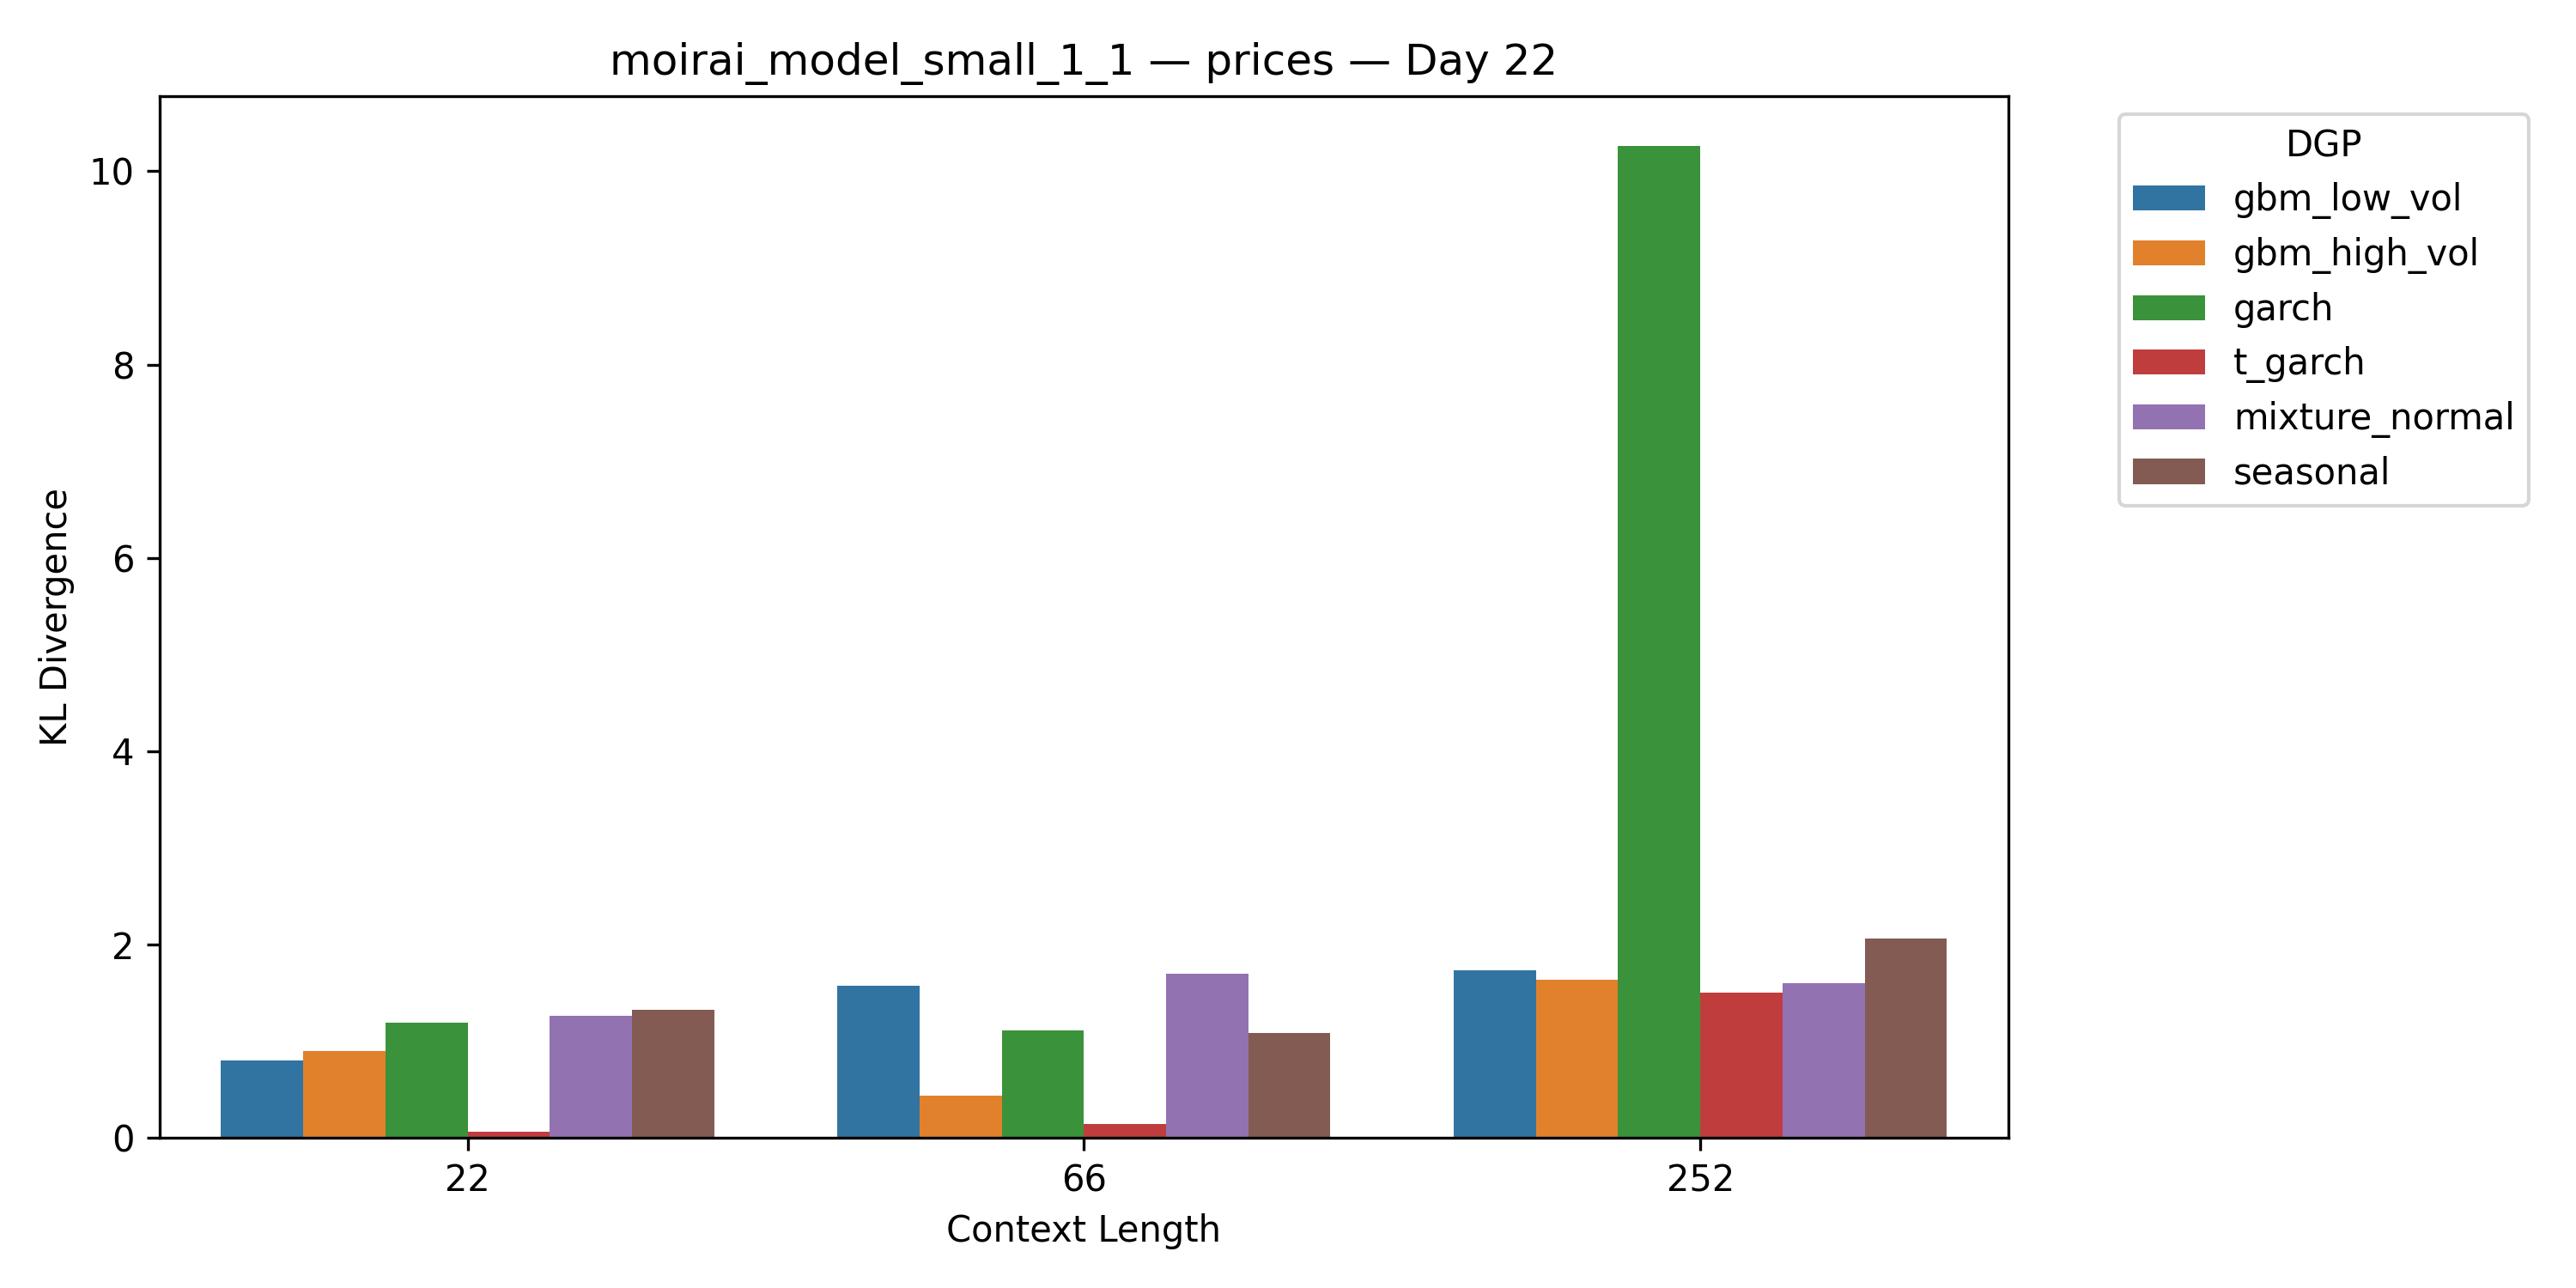 moirai_model_small_1_1 — prices — Day 22
KL Divergence
10
8
6
4
2
0
22
66
252
Context Length
DGP
gbm_low_vol
gbm_high_vol
garch
t_garch
mixture_normal
seasonal